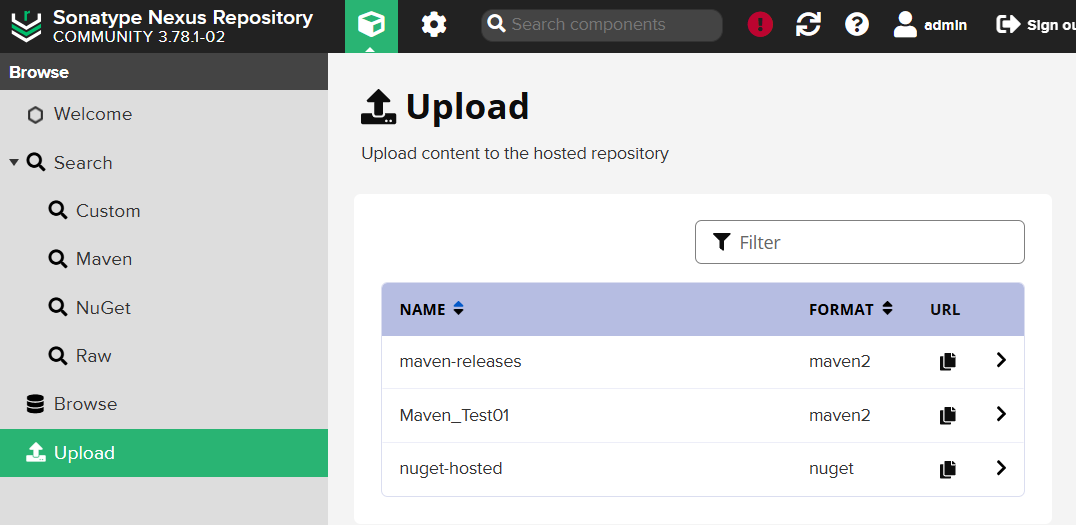 Sonatype Nexus Repository
COMMUNITY 3.78.1-02
Search components
admin
Sign ou
Browse
Welcome
Search
Custom
Maven
NuGet
Raw
Browse
Upload
Upload
Upload content to the hosted repository
Filter
NAME FORMAT URL
maven-releases maven2
Maven_Test01 maven2
nuget-hosted nuget